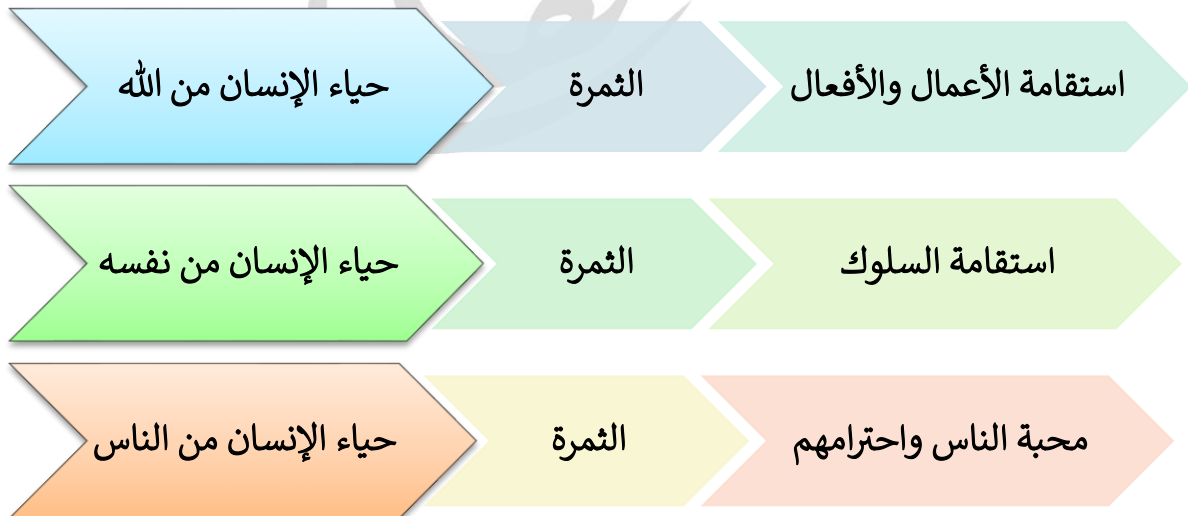 حياء الإنسان من الله
الثمرة
استقامة الأعمال والأفعال
حياء الإنسان من نفسه
الثمرة
استقامة السلوك
حياء الإنسان من الناس
الثمرة
محبة الناس واحترامهم